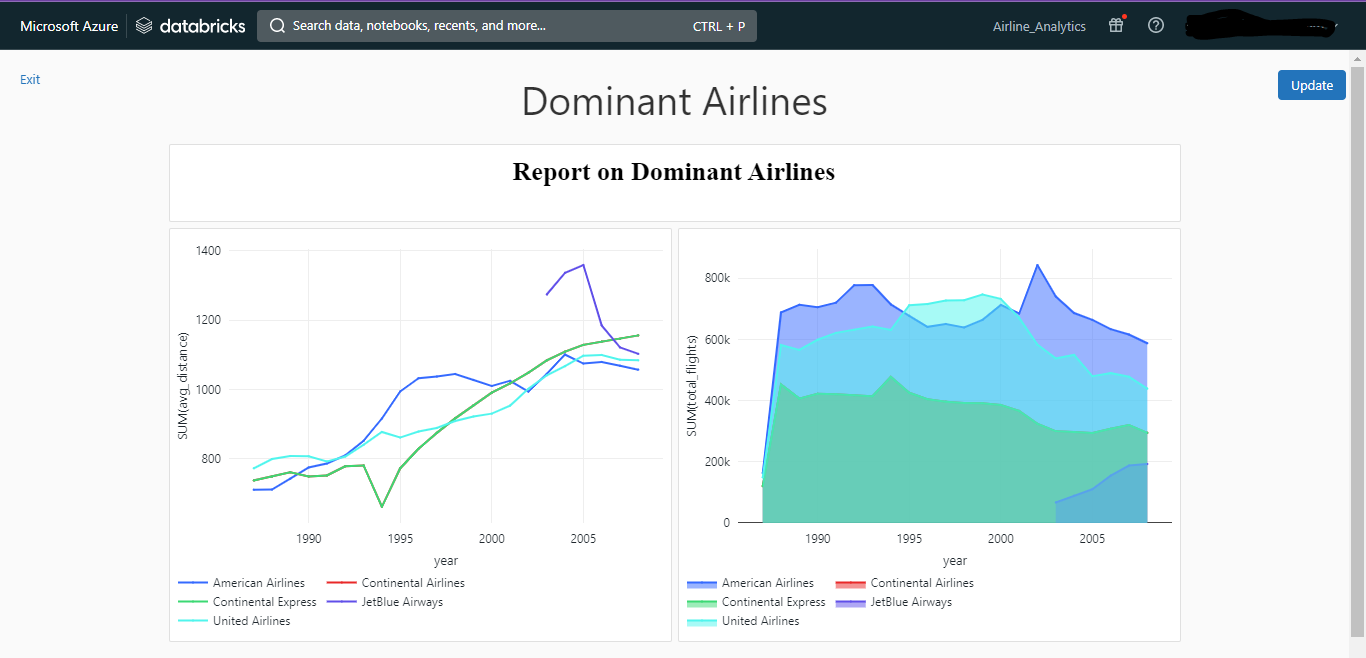 Microsoft Azure databricks Search data, notebooks, recents, and more... CTRL + P Airline_Analytics
Exit
Update
Dominant Airlines
Report on Dominant Airlines
SUM(avg_distance)
1400
1200
1000
800
1990 1995 2000 2005
year
American Airlines Continental Airlines
Continental Express JetBlue Airways
United Airlines
SUM(total_flights)
800k
600k
400k
200k
0
1990 1995 2000 2005
year
American Airlines Continental Airlines
Continental Express JetBlue Airways
United Airlines